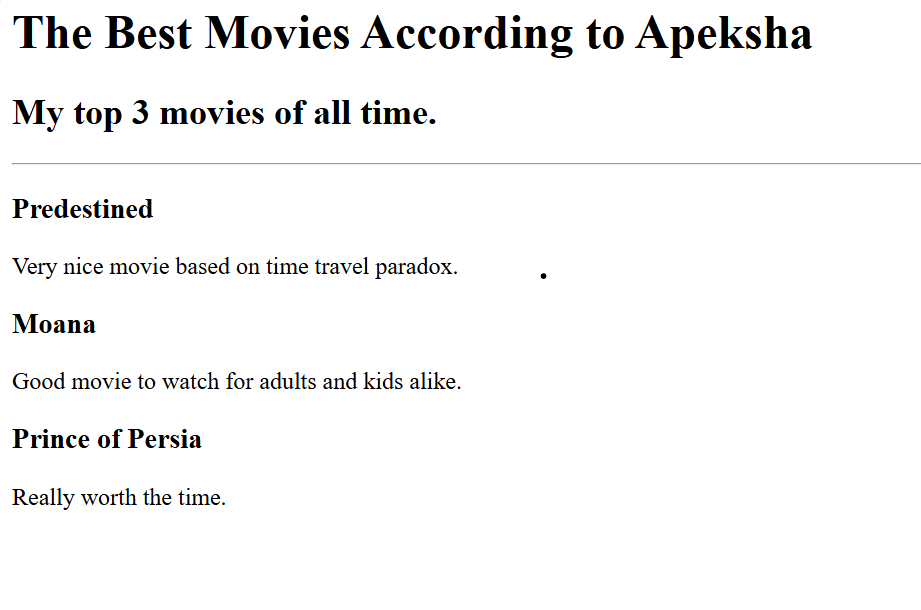 The Best Movies According to Apeksha
My top 3 movies of all time.
Predestined
Very nice movie based on time travel paradox.
Moana
Good movie to watch for adults and kids alike.
Prince of Persia
Really worth the time.